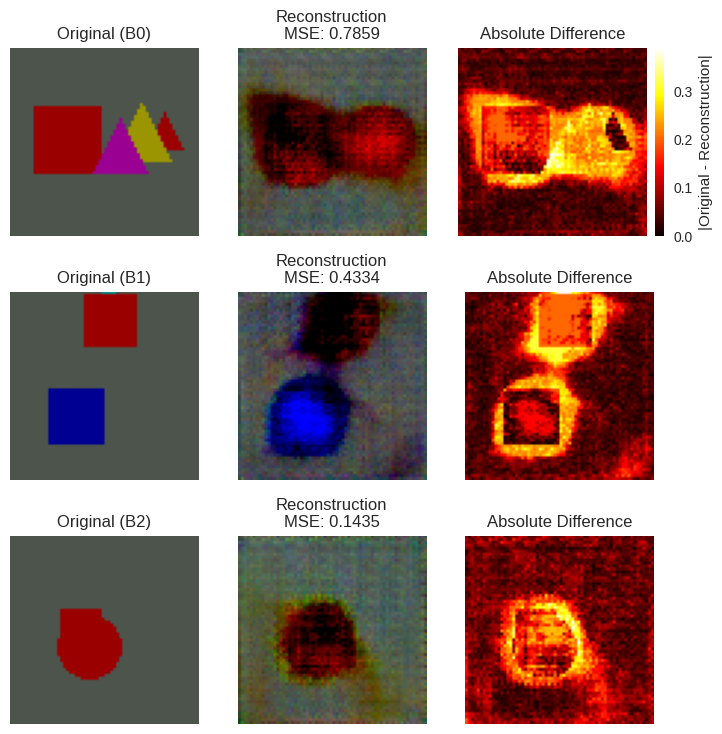 Original (B0)
Reconstruction
MSE: 0.7859
Absolute Difference
0.3
0.2
0.1
0.0
|Original - Reconstruction|
Original (B1)
Reconstruction
MSE: 0.4334
Absolute Difference
Original (B2)
Reconstruction
MSE: 0.1435
Absolute Difference